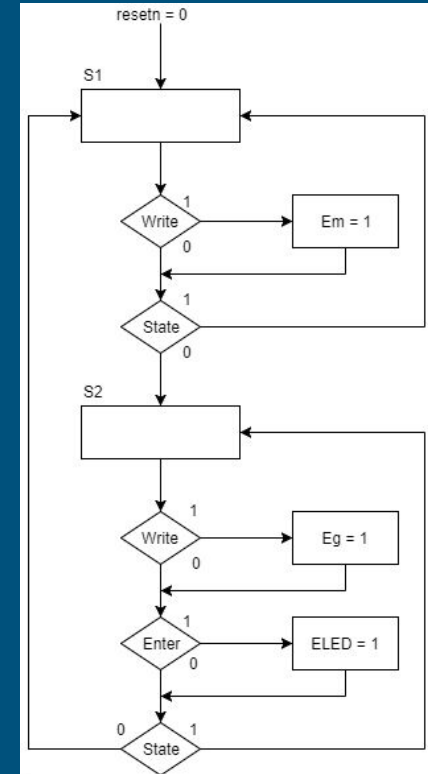 resetn = 0
S1
1
Write
Em = 1
0
1
State
0
S2
1
Write
Eg = 1
0
1
Enter
ELED = 1
0
0
1
State